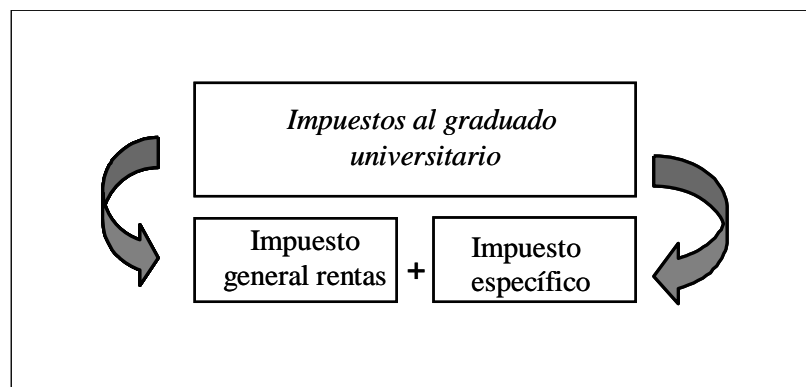 Impuestos al graduado
universitario
Impuesto
general rentas
+
Impuesto
específico